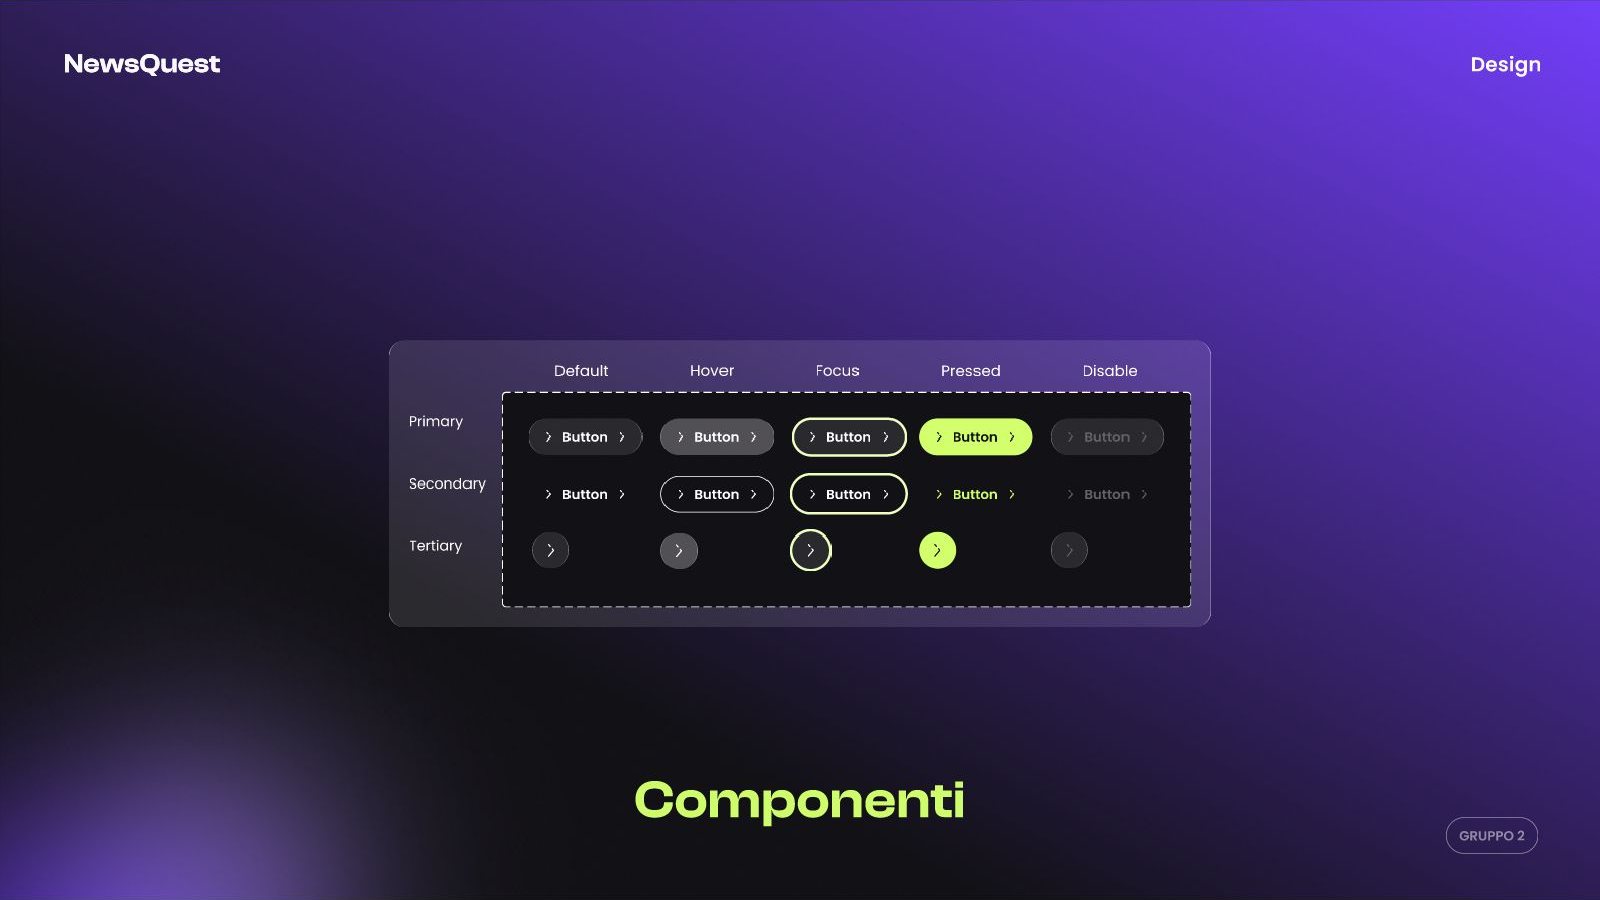 NewsQuest
Design
Default Hover Focus Pressed Disable
Primary
Button Button Button Button Button
Secondary
Button Button Button Button Button
Tertiary
Componenti
GRUPPO 2